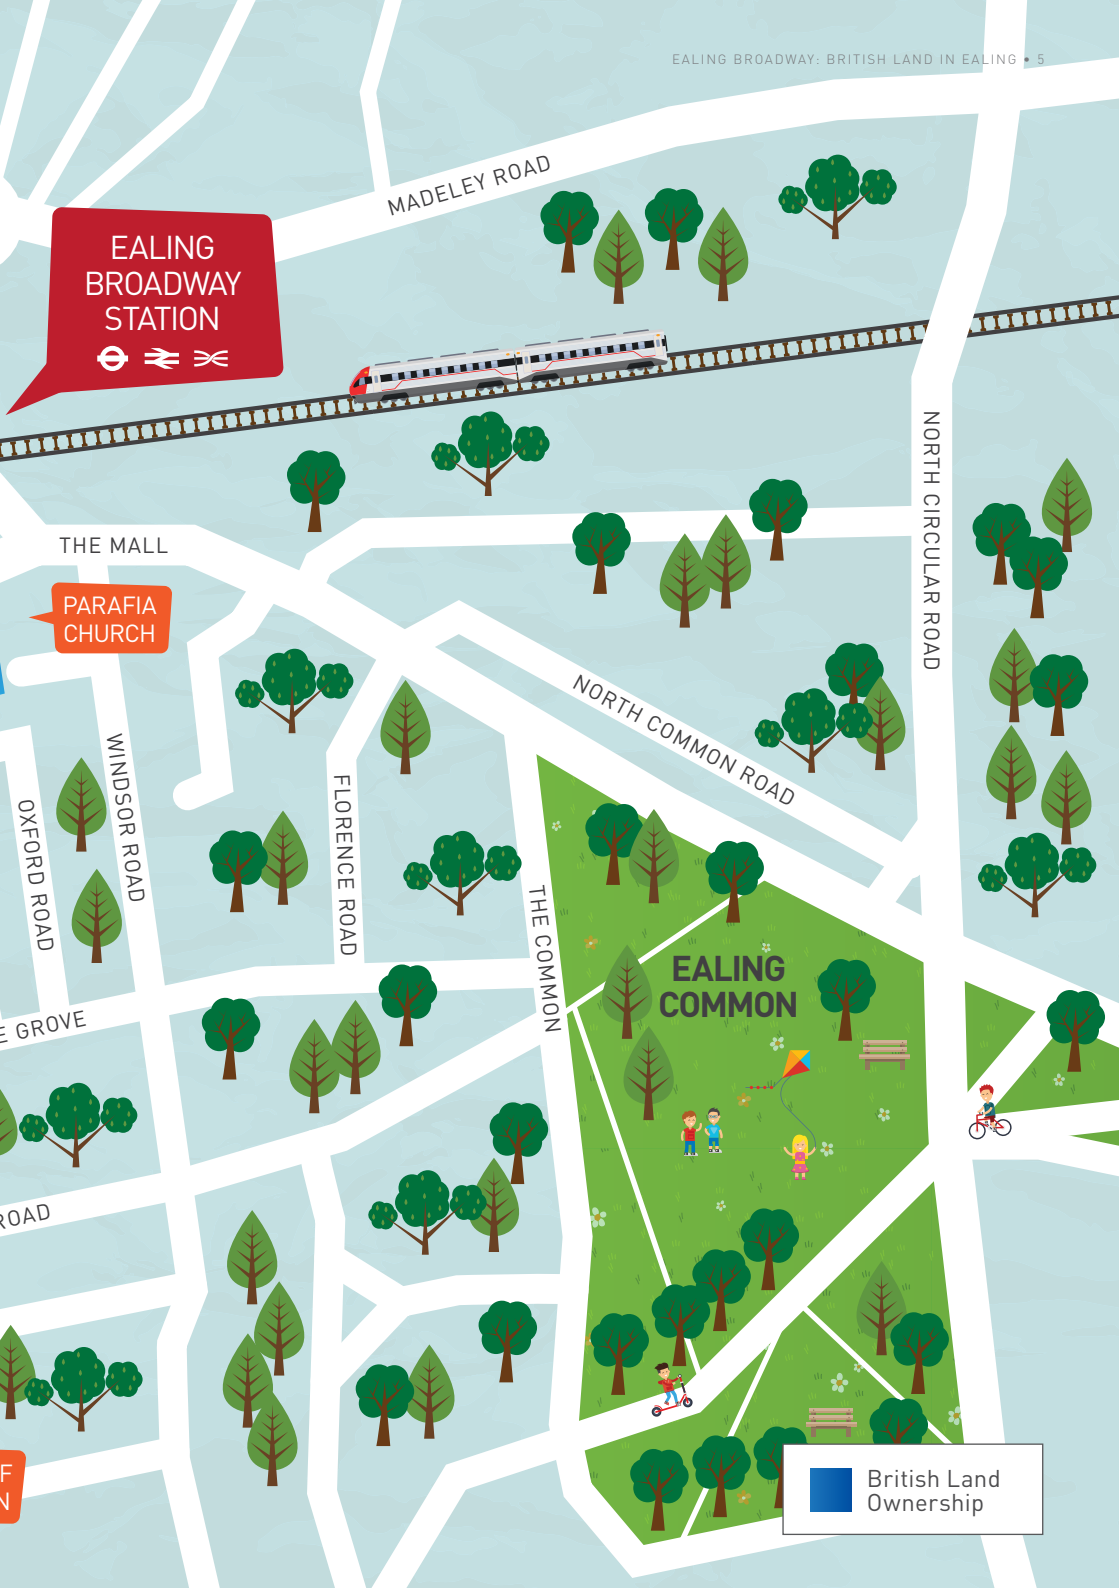 EALING BROADWAY: BRITISH LAND IN EALING • 5
MADELEY ROAD
EALING
BROADWAY
STATION
NORTH CIRCULAR ROAD
THE MALL
PARAFIA
CHURCH
NORTH COMMON ROAD
WINDSOR ROAD
OXFORD ROAD
FLORENCE ROAD
THE COMMON
EALING
COMMON
E GROVE
ROAD
F
N
British Land
Ownership